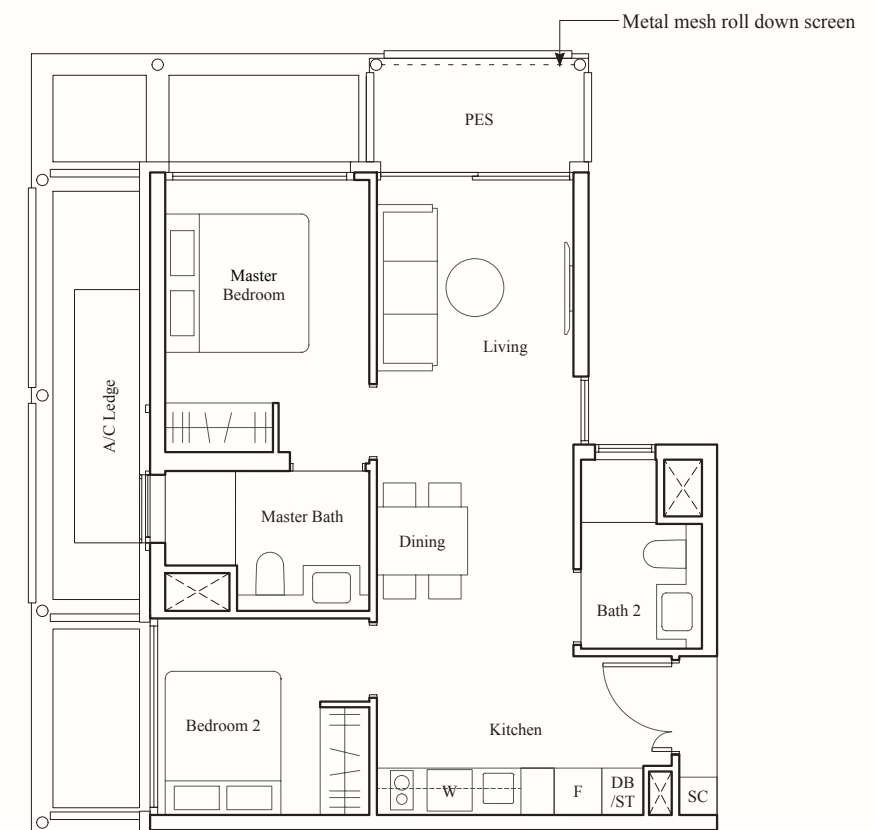 Metal mesh roll down screen
PES
Master
Bedroom
Living
A/C Ledge
Master Bath
Dining
Bath 2
Bedroom 2
Kitchen
W
F
DB
/ST
SC